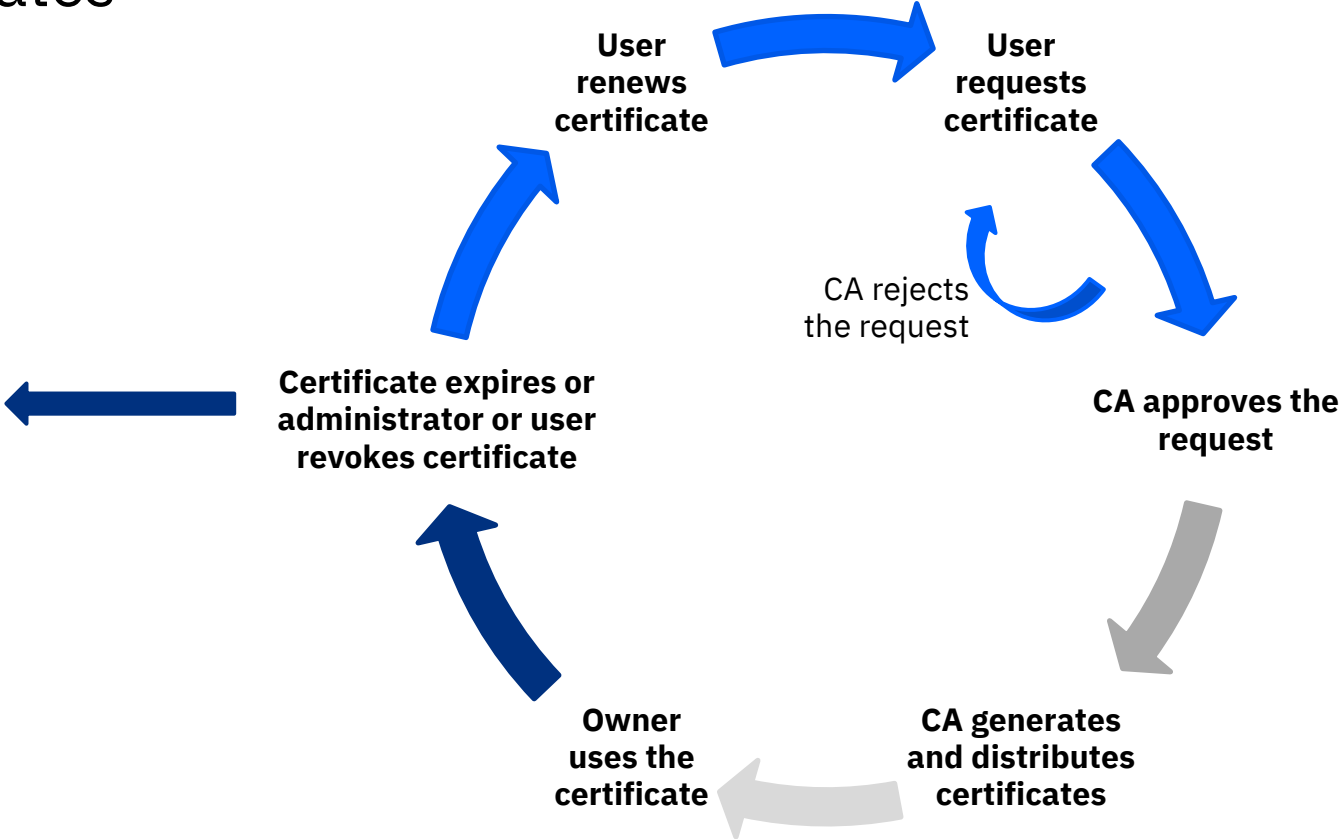 User
renews
certificate
User
requests
certificate
CA rejects
the request
CA approves the
request
CA generates
and distributes
certificates
Owner
uses the
certificate
Certificate expires or
administrator or user
revokes certificate